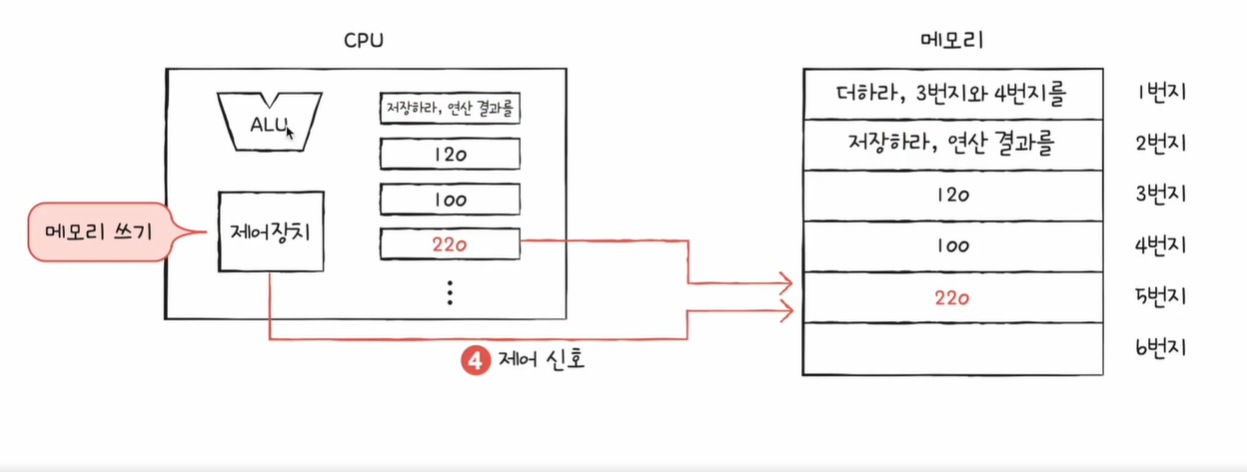 CPU
ALU
저장하라, 연산 결과를
120
100
220
메모리 쓰기
제어장치
4 제어 신호
메모리
더하라, 3번지와 4번지를 1번지
저장하라, 연산 결과를 2번지
120 3번지
100 4번지
220 5번지
6번지